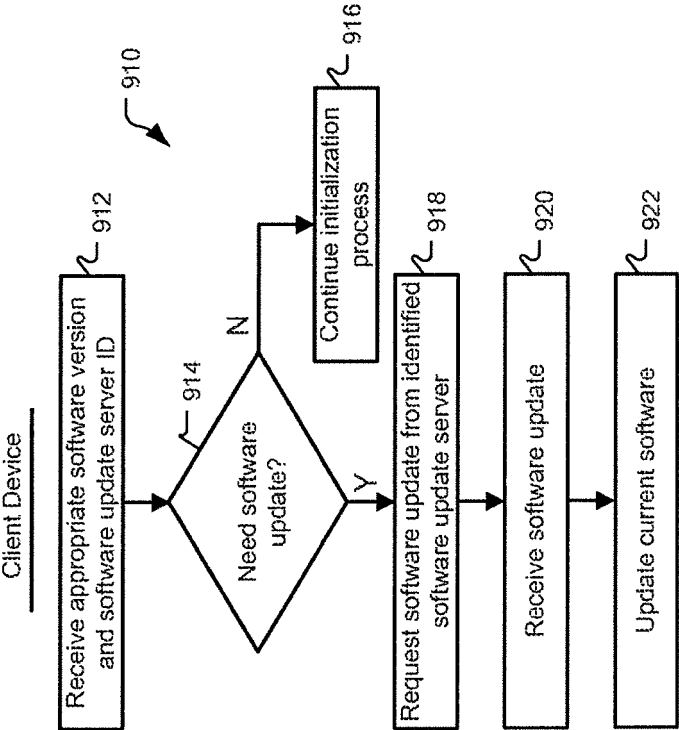 Client Device
910
Receive appropriate software version
and software update server ID
912
Need software
update?
914
N
Continue initialization
process
916
Y
Request software update from identified
software update server
918
Receive software update
920
Update current software
922